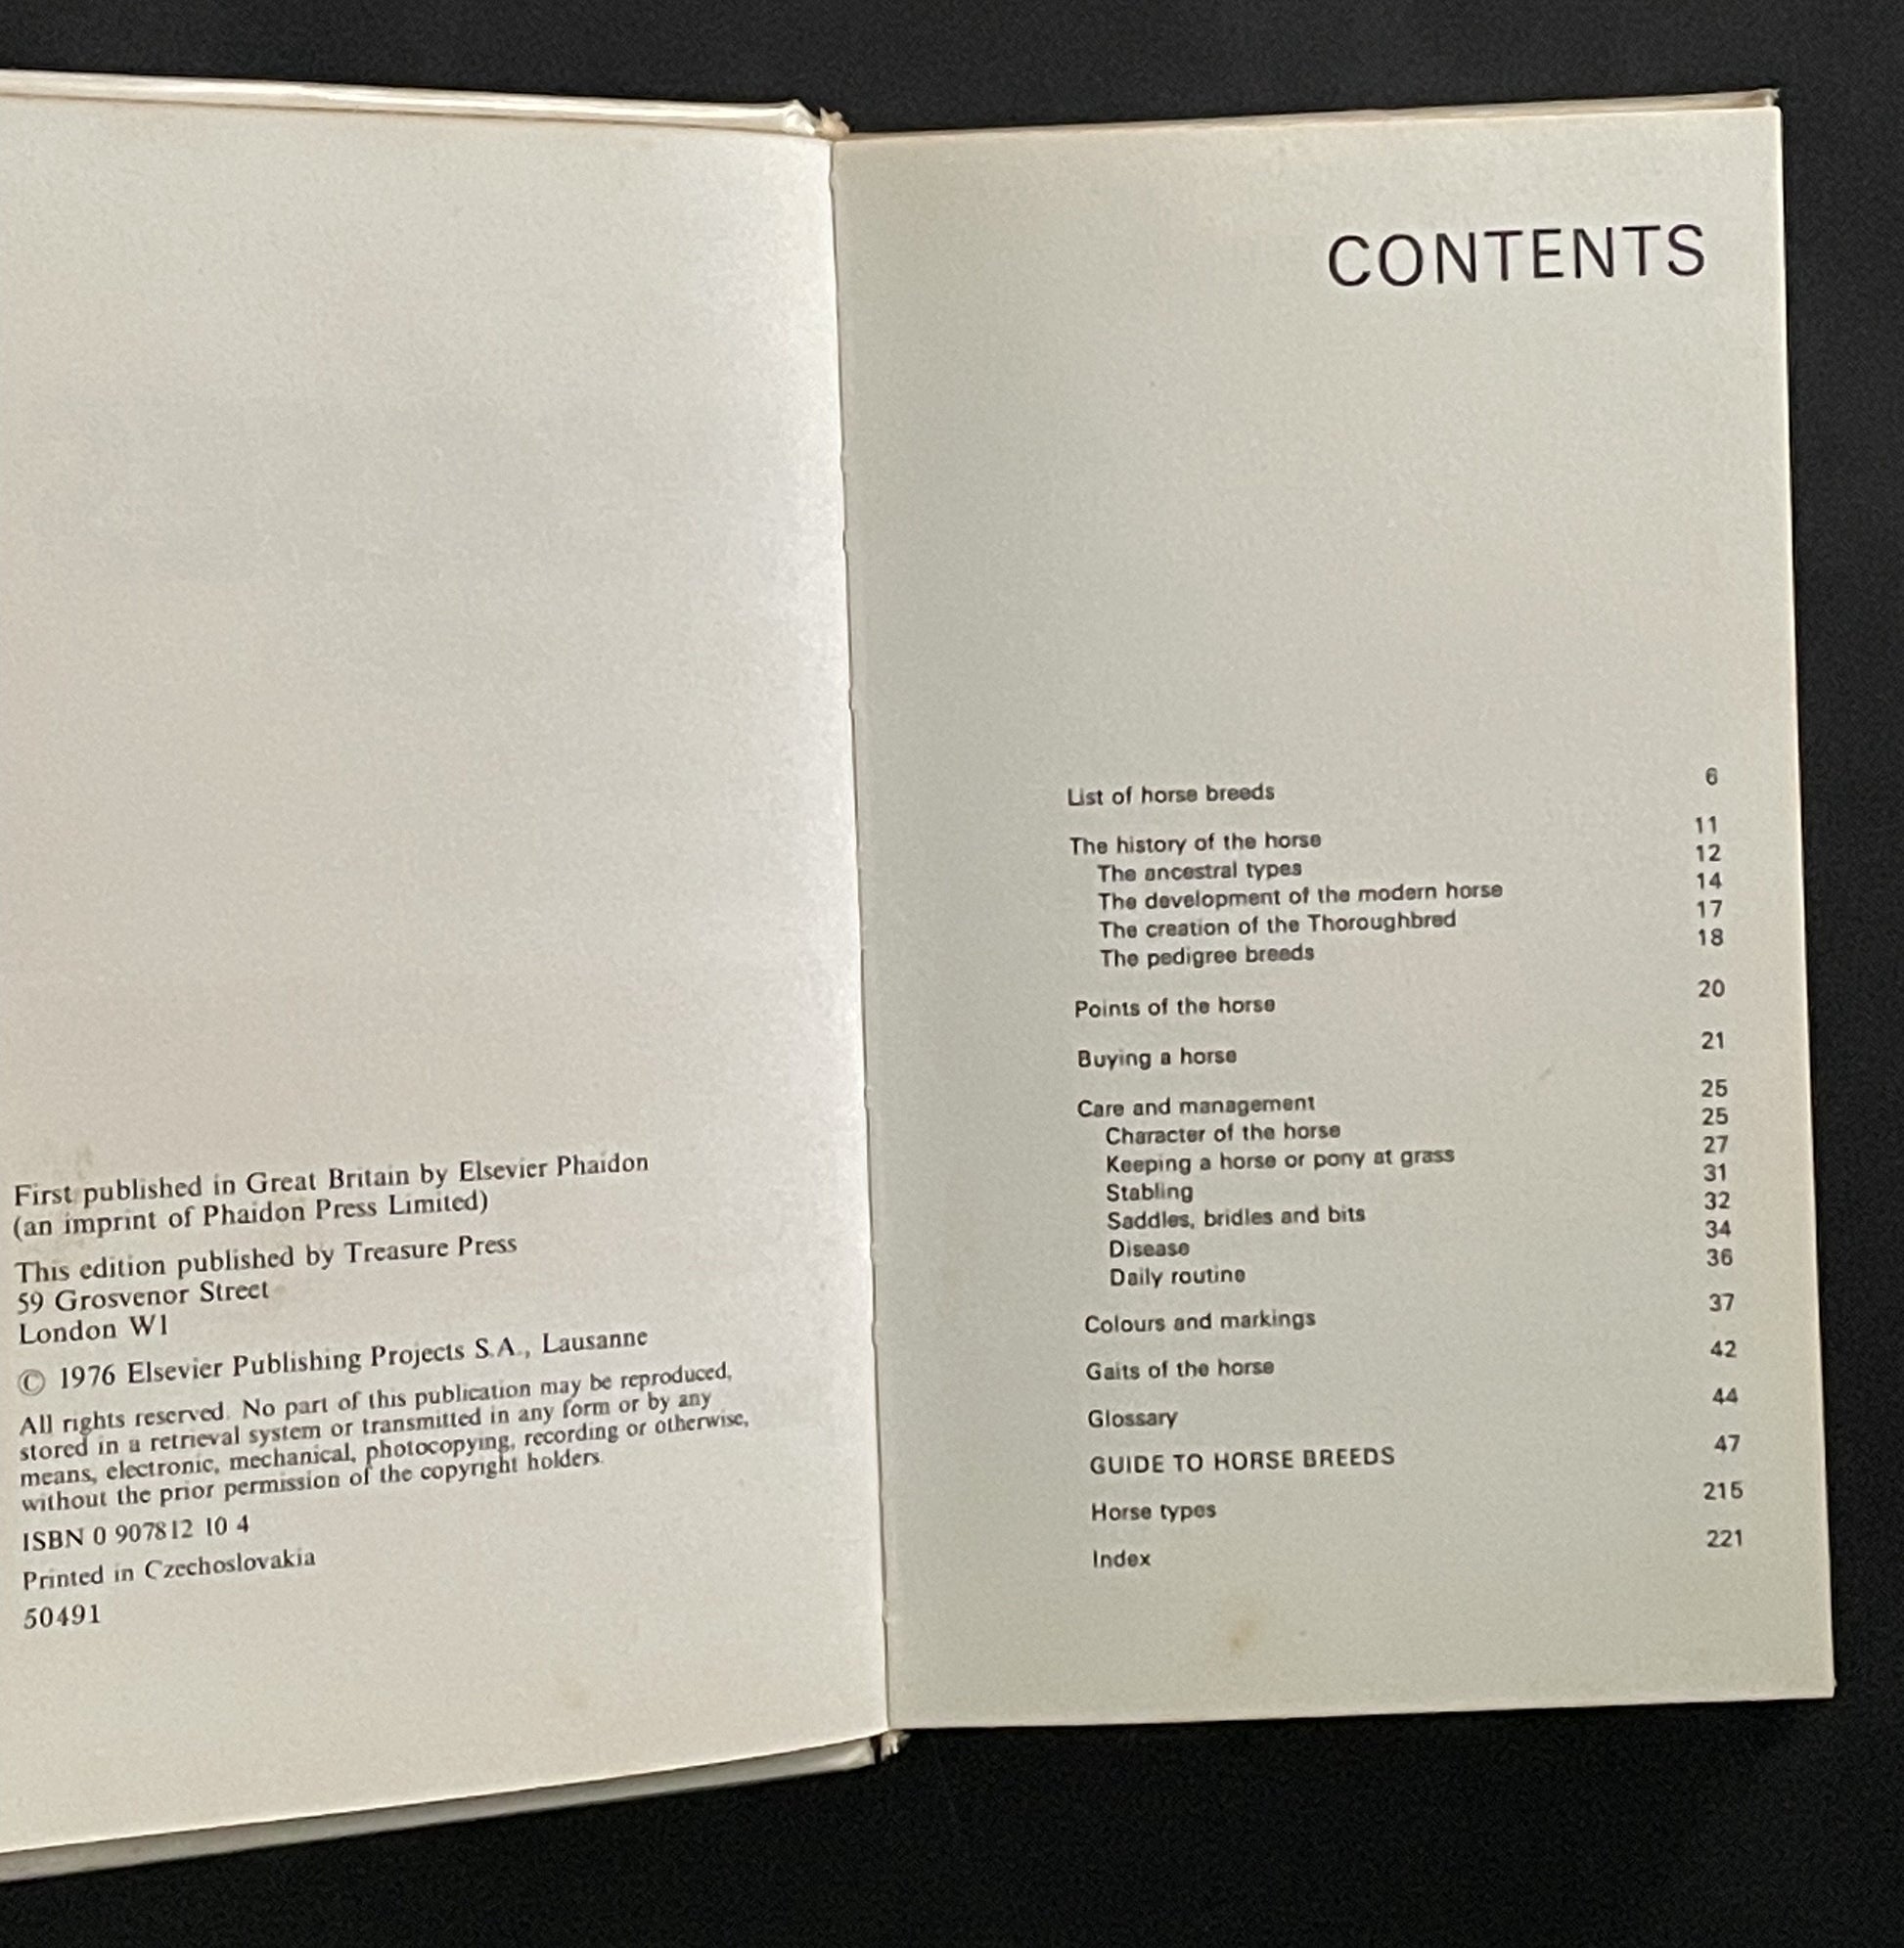 First published in Great Britain by Elsevier Phaidon
(an imprint of Phaidon Press Limited)
This edition published by Treasure Press
59 Grosvenor Street
London W1
© 1976 Elsevier Publishing Projects S.A., Lausanne
All rights reserved. No part of this publication may be reproduced,
stored in a retrieval system or transmitted in any form or by any
means, electronic, mechanical, photocopying, recording or otherwise,
without the prior permission of the copyright holders.
ISBN 0 907812 10 4
Printed in Czechoslovakia
50491
CONTENTS
List of horse breeds 6
The history of the horse 11
The ancestral types 12
The development of the modern horse 14
The creation of the Thoroughbred 17
The pedigree breeds 18
Points of the horse 20
Buying a horse 21
Care and management 25
Character of the horse 25
Keeping a horse or pony at grass 27
Stabling 31
Saddles, bridles and bits 32
Disease 34
Daily routine 36
Colours and markings 37
Gaits of the horse 42
Glossary 44
GUIDE TO HORSE BREEDS 47
Horse types 215
Index 221